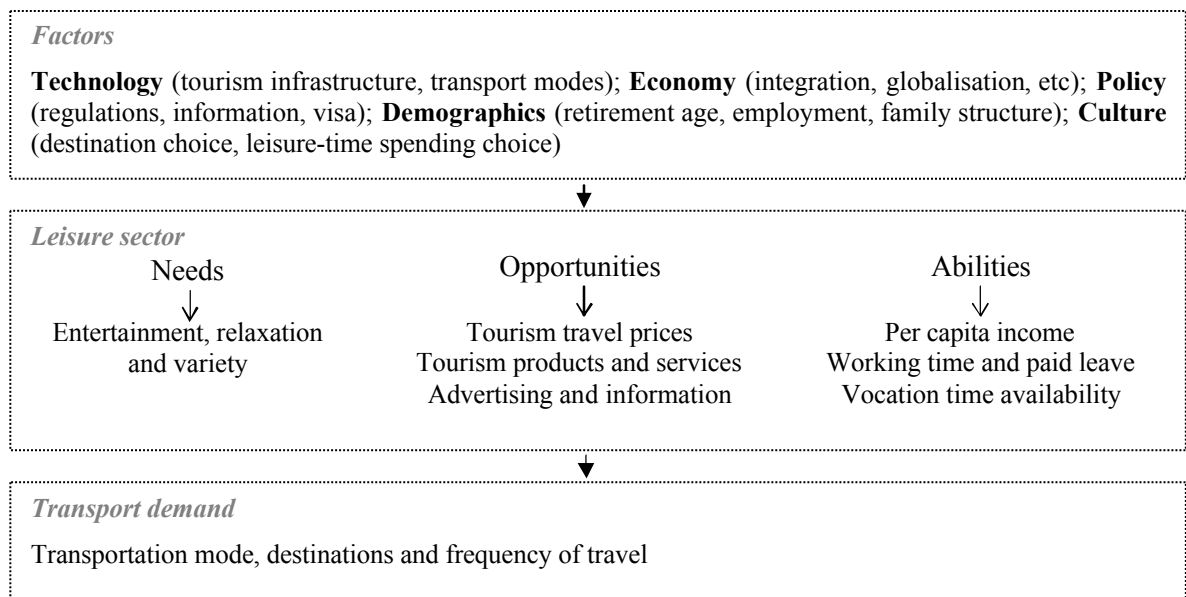 Factors
Technology (tourism infrastructure, transport modes); Economy (integration, globalisation, etc); Policy
(regulations, information, visa); Demographics (retirement age, employment, family structure); Culture
(destination choice, leisure-time spending choice)
Leisure sector
Needs
Entertainment, relaxation
and variety
Opportunities
Tourism travel prices
Tourism products and services
Advertising and information
Abilities
Per capita income
Working time and paid leave
Vocation time availability
Transport demand
Transportation mode, destinations and frequency of travel